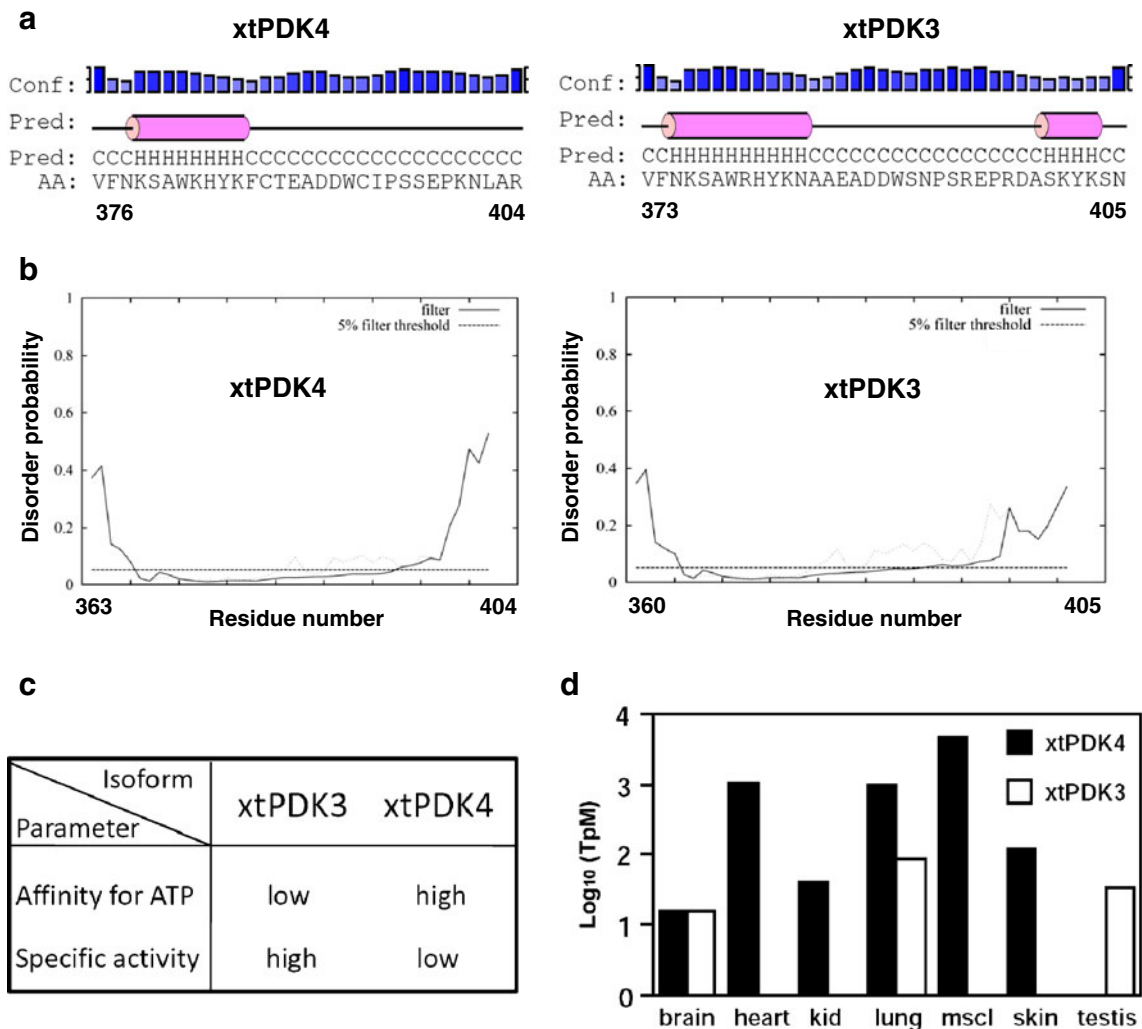 a
xtPDK4
Conf:
Pred:
Pred: CCCHHHHHHHHCCCCCCCCCCCCCCCCCCCC
AA: VFNKSAWKHYKFCTEADDWCIPSSEPKNLAR
376 404
xtPDK3
Conf:
Pred:
Pred: CCHHHHHHHHHHCCCCCCCCCCCCCCCCCHHHHCC
AA: VFNKSAWRHYKNAAEADDWSNPSREPRDASKYKSN
373 405
b
Disorder probability
1
0.8
0.6
0.4
0.2
0
filter
5% filter threshold
xtPDK4
363 404
Residue number
Disorder probability
1
0.8
0.6
0.4
0.2
0
filter
5% filter threshold
xtPDK3
360 405
Residue number
c
Isoform
Parameter
xtPDK3 xtPDK4
Affinity for ATP low high
Specific activity high low
d
Log10 (TpM)
4
3
2
1
0
xtPDK4
xtPDK3
brain heart kid lung mscl skin testis